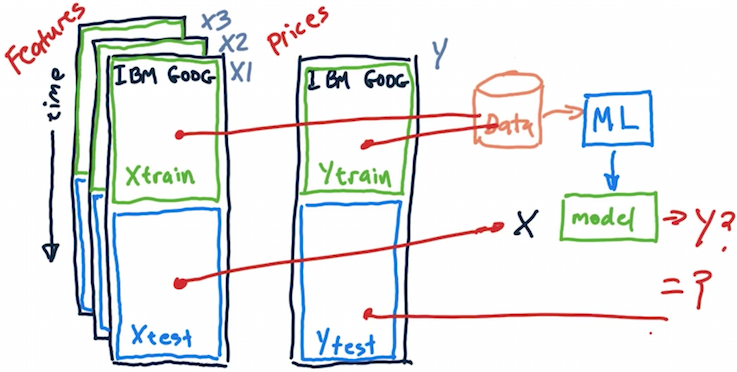 Features
X3
X2
X1
time
IBM GOOG
Xtrain
Xtest
Prices
Y
IBM GOOG
Ytrain
Ytest
Data
ML
model
X
Y?
= ?